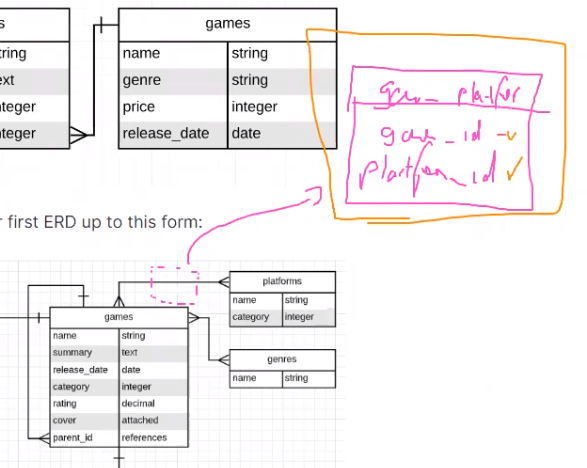 s
games
tring
name string
ext
genre string
nteger
price integer
nteger
release_date date
game_id
platform_id
r first ERD up to this form:
platforms
name string
category integer
games
name string
summary text
release_date date
category integer
rating decimal
cover attached
parent_id references
genres
name string